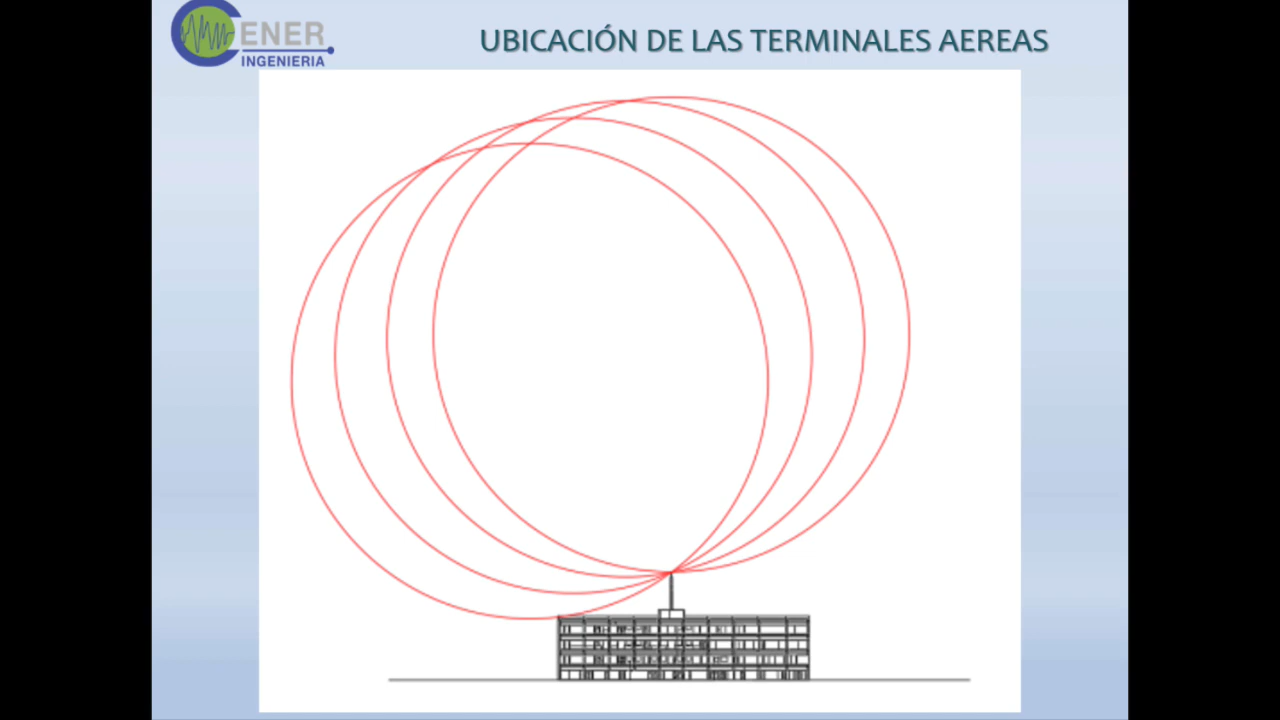 ENER
INGENIERIA
UBICACIÓN DE LAS TERMINALES AEREAS